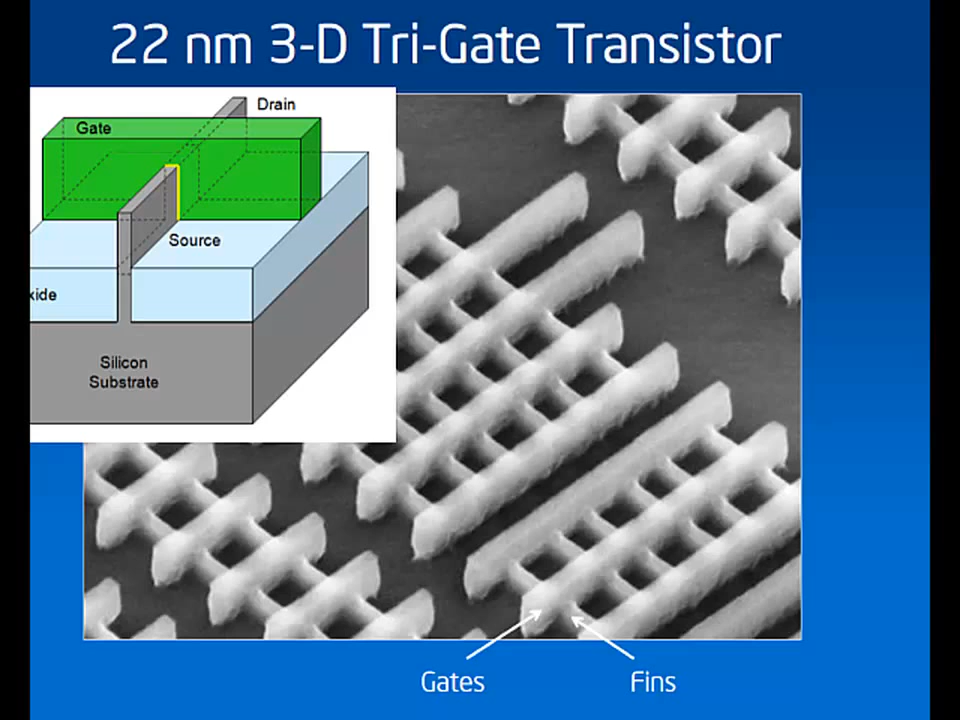 22 nm 3-D Tri-Gate Transistor
Drain
Gate
Source
xide
Silicon
Substrate
Gates
Fins